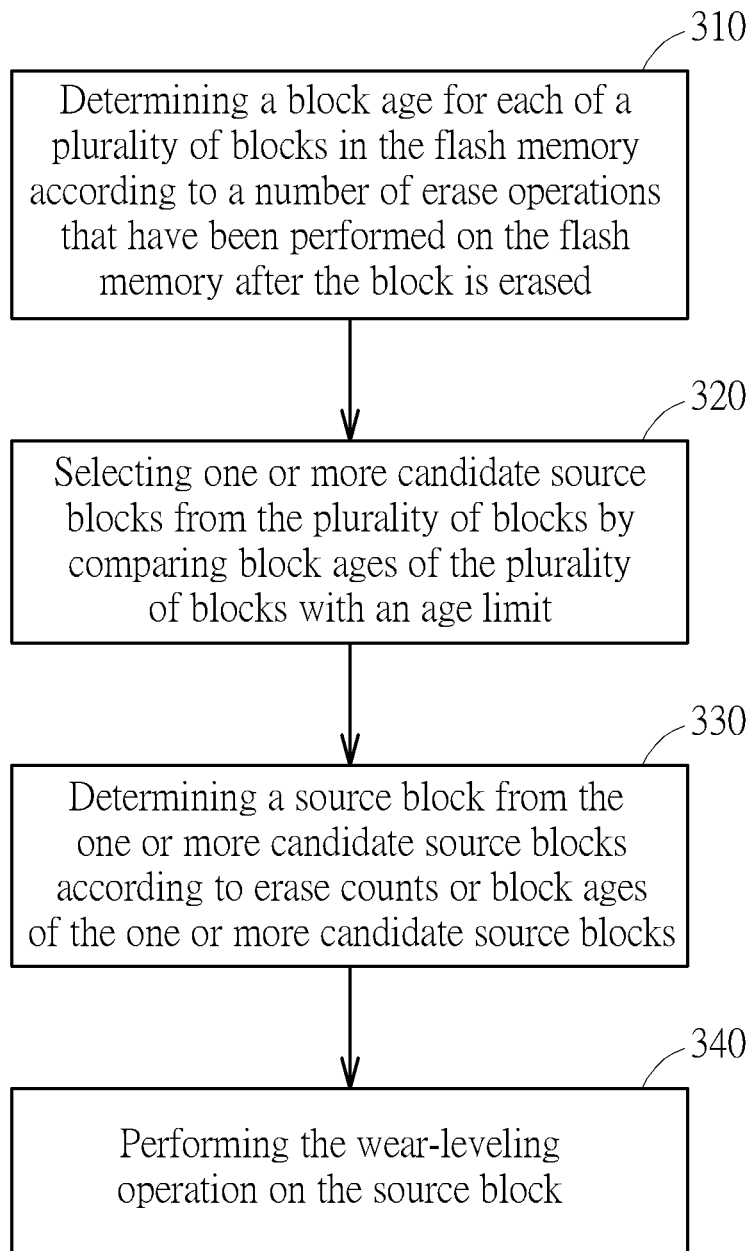 310
Determining a block age for each of a
plurality of blocks in the flash memory
according to a number of erase operations
that have been performed on the flash
memory after the block is erased
320
Selecting one or more candidate source
blocks from the plurality of blocks by
comparing block ages of the plurality
of blocks with an age limit
330
Determining a source block from the
one or more candidate source blocks
according to erase counts or block ages
of the one or more candidate source blocks
340
Performing the wear-leveling
operation on the source block